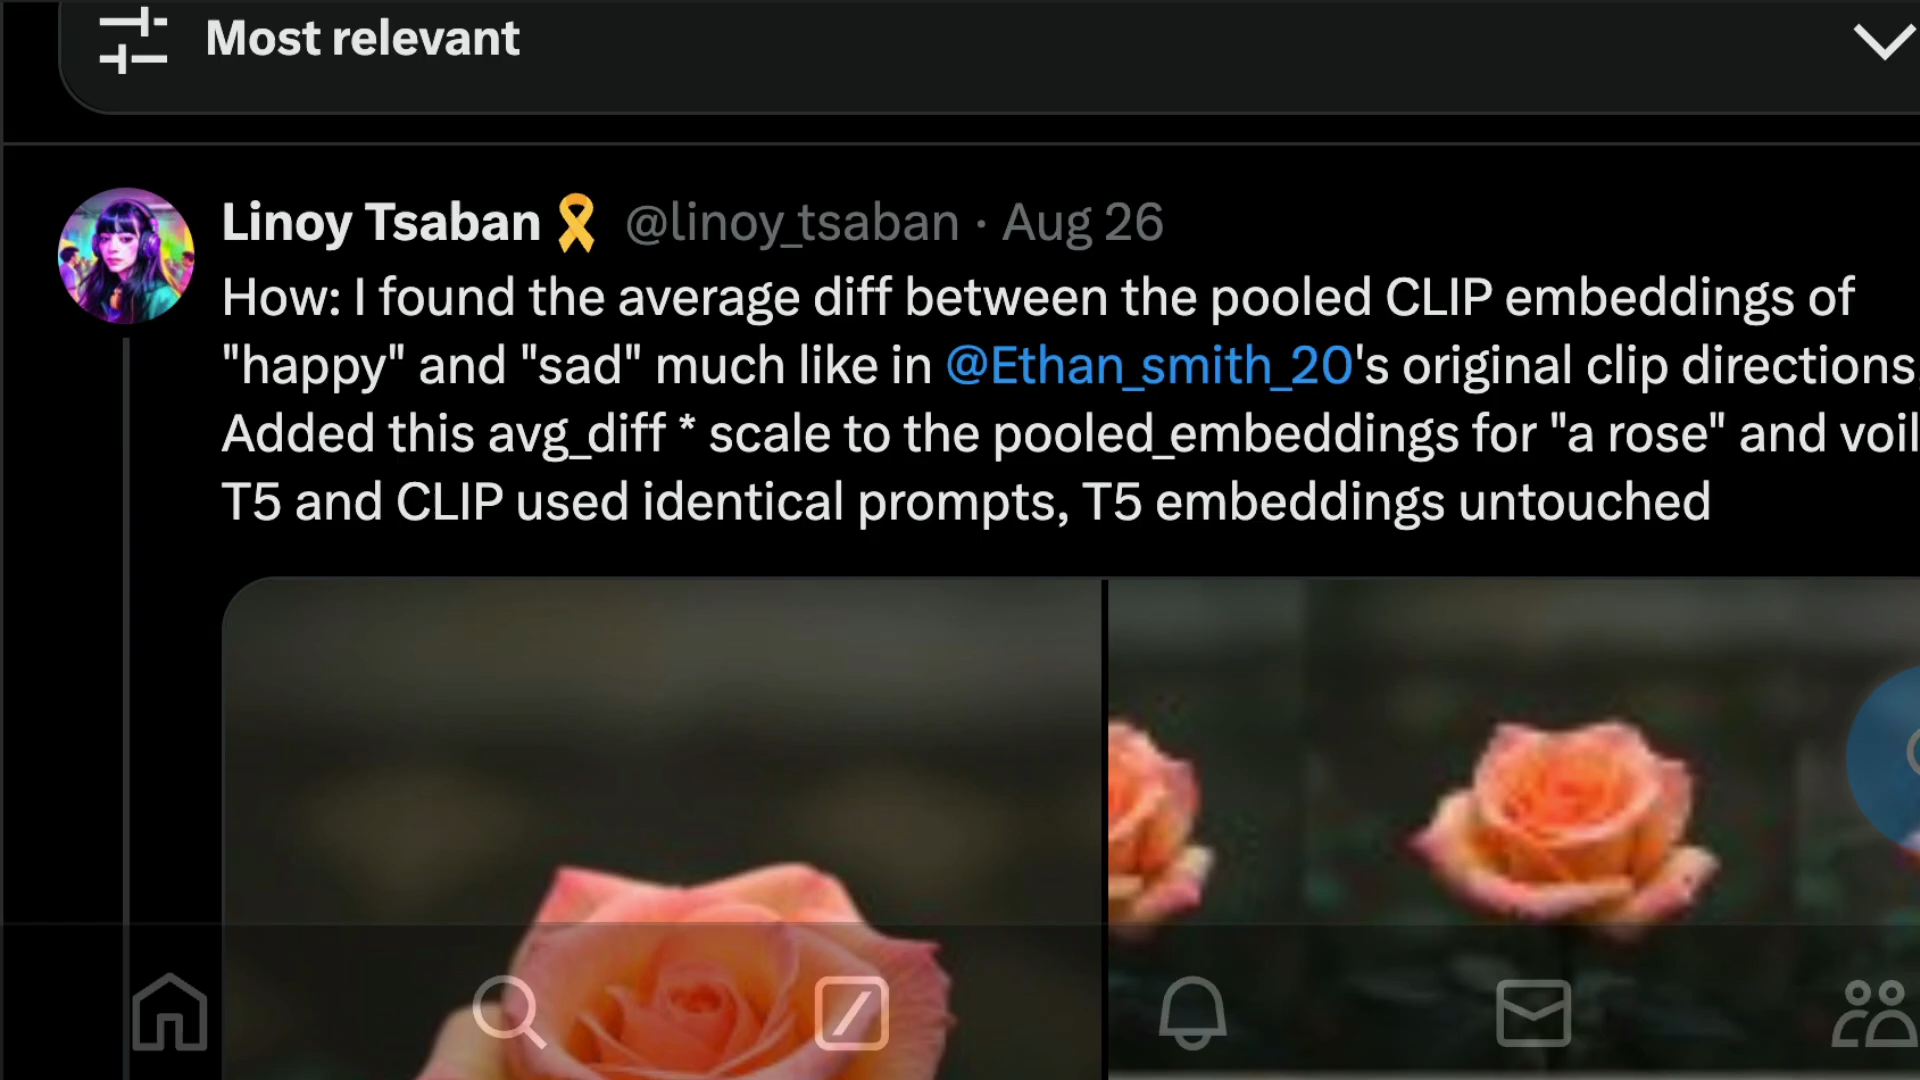 Most relevant
Linoy Tsaban @linoy_tsaban · Aug 26
How: I found the average diff between the pooled CLIP embeddings of
"happy" and "sad" much like in @Ethan_smith_20's original clip directions.
Added this avg_diff * scale to the pooled_embeddings for "a rose" and
T5 and CLIP used identical prompts, T5 embeddings untouched